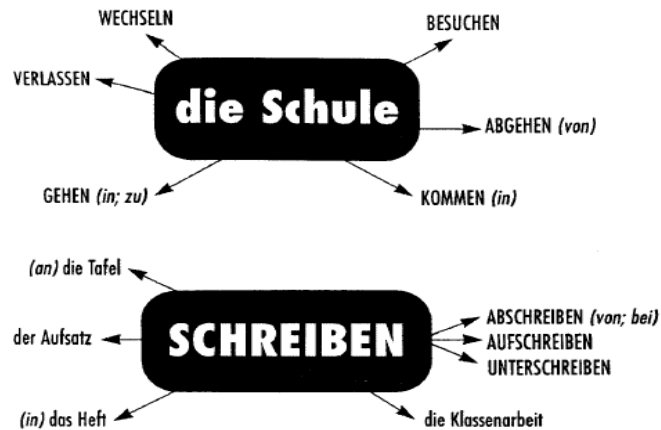 WECHSELN
BESUCHEN
VERLASSEN
die Schule
ABGEHEN (von)
GEHEN (in; zu)
KOMMEN (in)
(an) die Tafel
ABSCHREIBEN (von; bei)
der Aufsatz
SCHREIBEN
AUFSCHREIBEN
UNTERSCHREIBEN
(in) das Heft
die Klassenarbeit